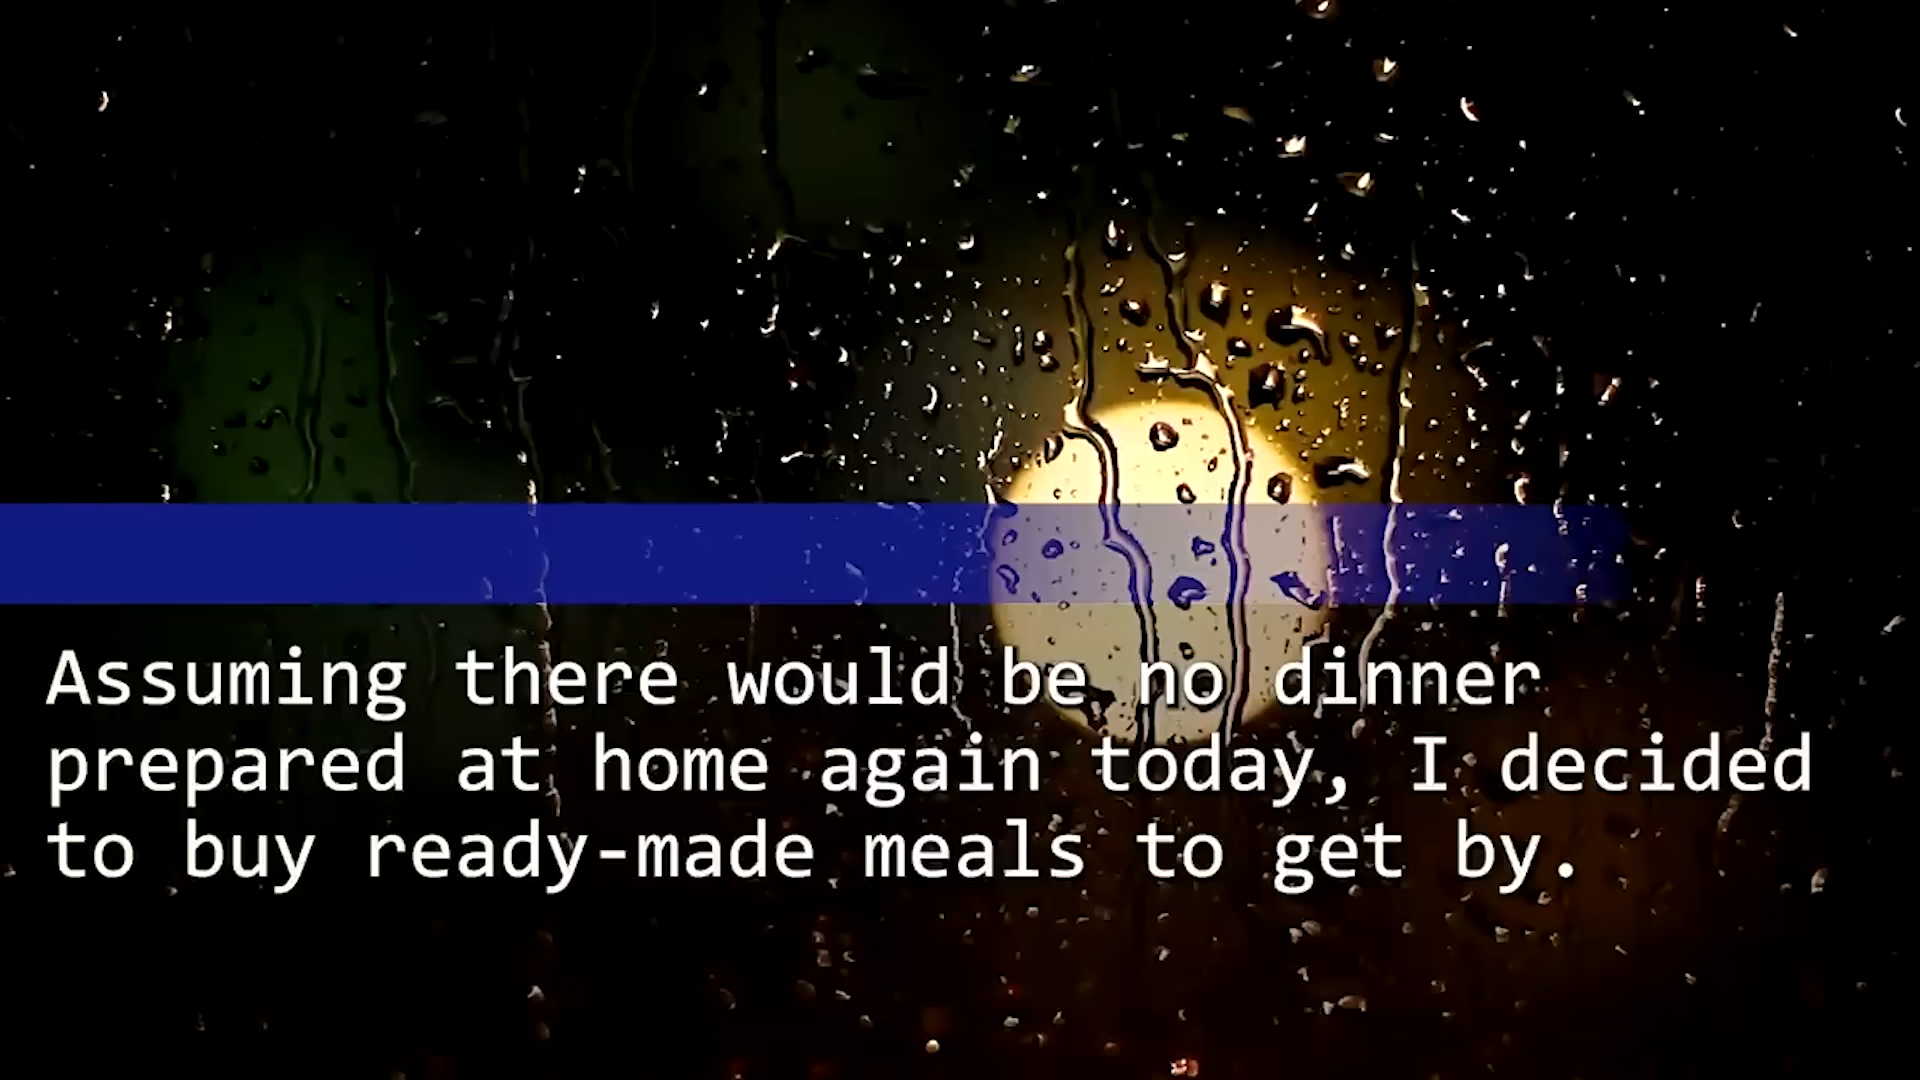 Assuming there would be no dinner
prepared at home again today, I decided
to buy ready-made meals to get by.